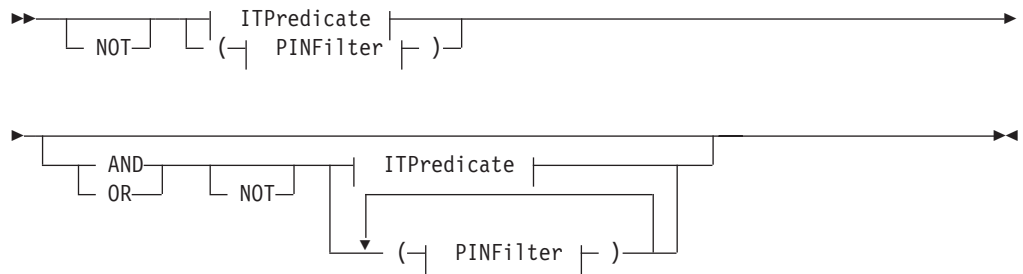 ITPredicate
NOT ( PINFilter )
AND ITPredicate
OR NOT
( PINFilter )